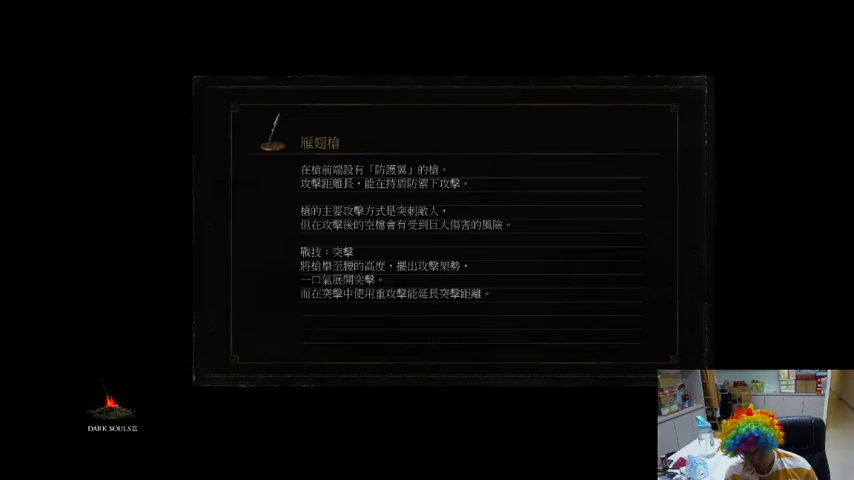 雁翅槍
在槍前端設有「防護翼」的槍。
攻擊距離長，能在持盾防禦下攻擊。
槍的主要攻擊方式是突刺敵人，
但在攻擊後的空檔會有受到巨大傷害的風險。
戰技：突擊
將槍舉至腰的高度，擺出攻擊架勢，
一口氣展開突擊。
而在突擊中使用重攻擊能延長突擊距離。
DARK SOULS III